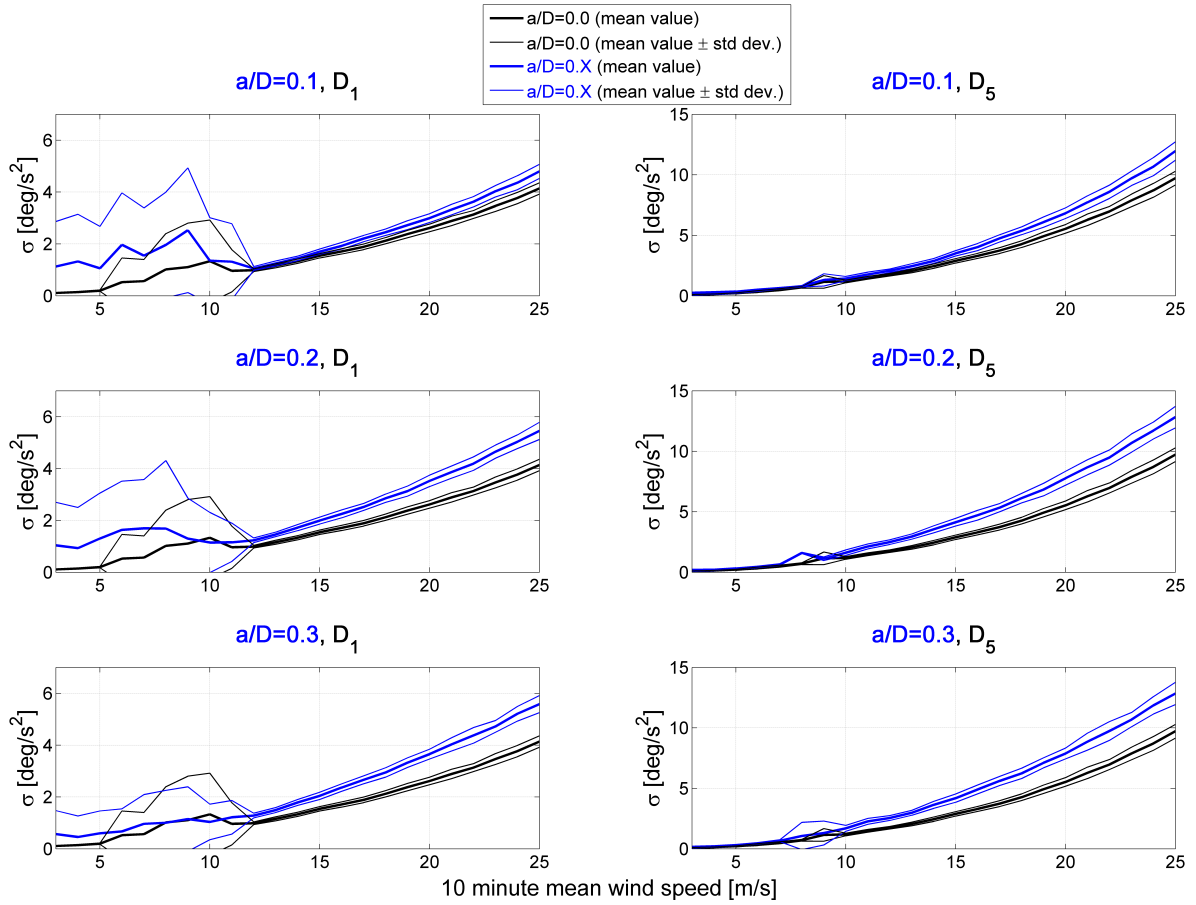 a/D=0.0 (mean value)
a/D=0.0 (mean value ± std dev.)
a/D=0.X (mean value)
a/D=0.X (mean value ± std dev.)
a/D=0.1, D1
σ [deg/s²]
6
4
2
0
5 10 15 20 25
a/D=0.1, D5
σ [deg/s²]
15
10
5
0
5 10 15 20 25
a/D=0.2, D1
σ [deg/s²]
6
4
2
0
5 10 15 20 25
a/D=0.2, D5
σ [deg/s²]
15
10
5
0
5 10 15 20 25
a/D=0.3, D1
σ [deg/s²]
6
4
2
0
5 10 15 20 25
a/D=0.3, D5
σ [deg/s²]
15
10
5
0
5 10 15 20 25
10 minute mean wind speed [m/s]